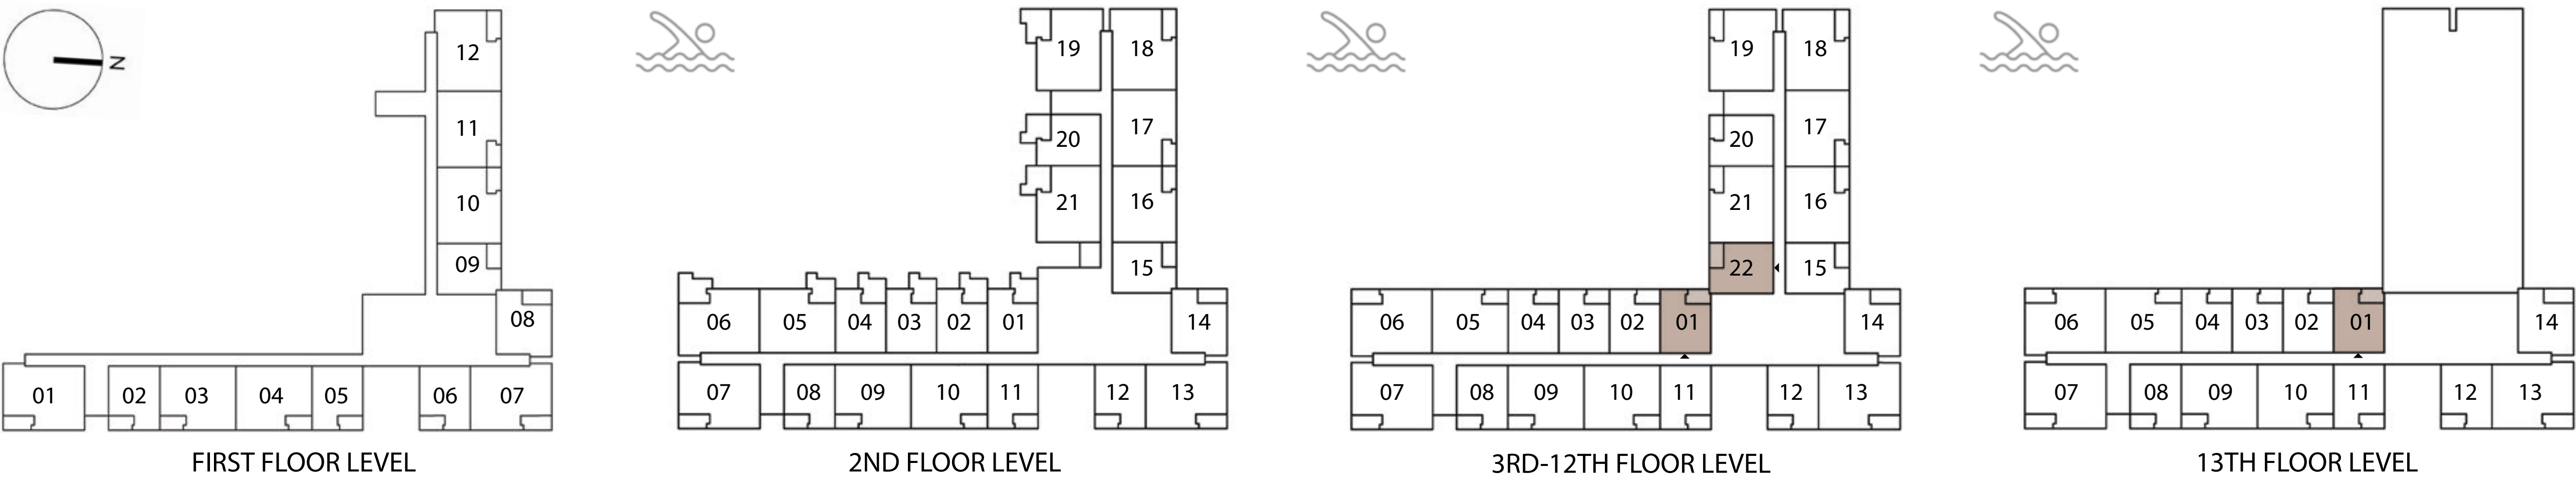 N
12
11
10
09
08
01 02 03 04 05 06 07
FIRST FLOOR LEVEL
19 18
20 17
21 16
15
06 05 04 03 02 01 14
07 08 09 10 11 12 13
2ND FLOOR LEVEL
19 18
20 17
21 16
22 15
06 05 04 03 02 01 14
07 08 09 10 11 12 13
3RD-12TH FLOOR LEVEL
06 05 04 03 02 01 14
07 08 09 10 11 12 13
13TH FLOOR LEVEL